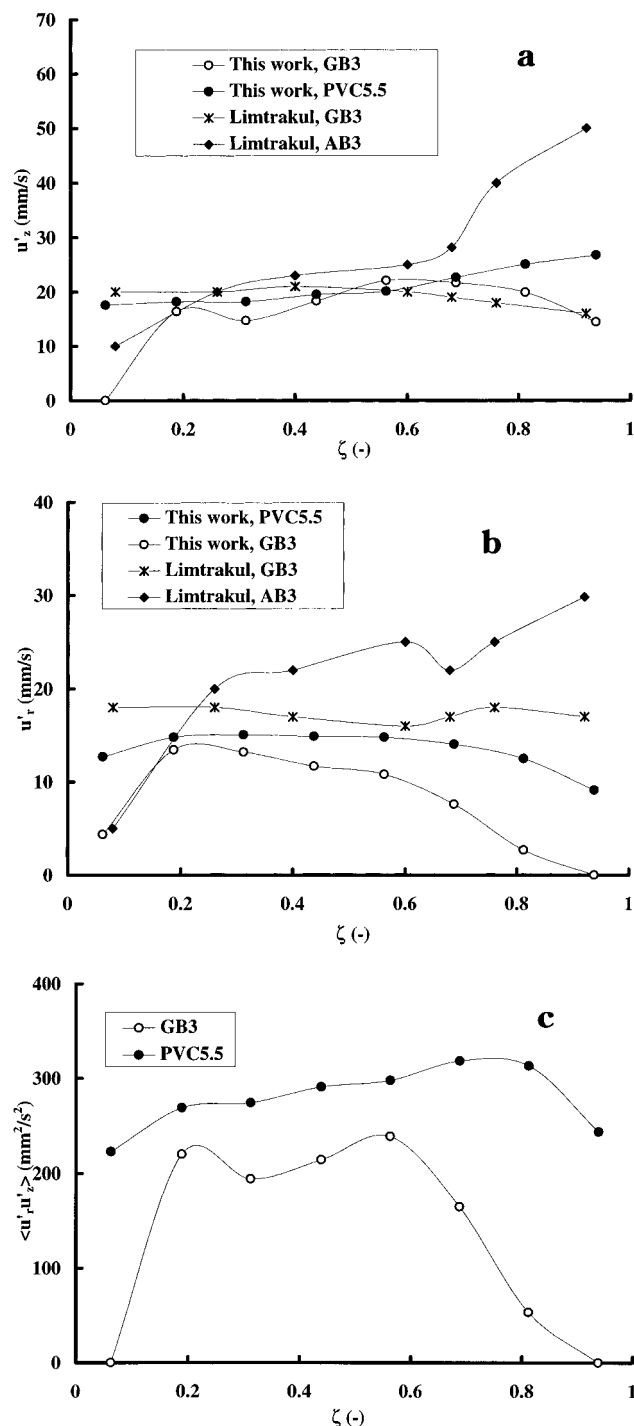 a
70
60
50
40
30
20
10
0
u'z (mm/s)
This work, GB3
This work, PVC5.5
Limtrakul, GB3
Limtrakul, AB3
0 0.2 0.4 0.6 0.8 1
ζ (-)
b
40
30
20
10
0
u'r (mm/s)
This work, PVC5.5
This work, GB3
Limtrakul, GB3
Limtrakul, AB3
0 0.2 0.4 0.6 0.8 1
ζ (-)
c
400
300
200
100
0
<u'r u'z> (mm²/s²)
GB3
PVC5.5
0 0.2 0.4 0.6 0.8 1
ζ (-)